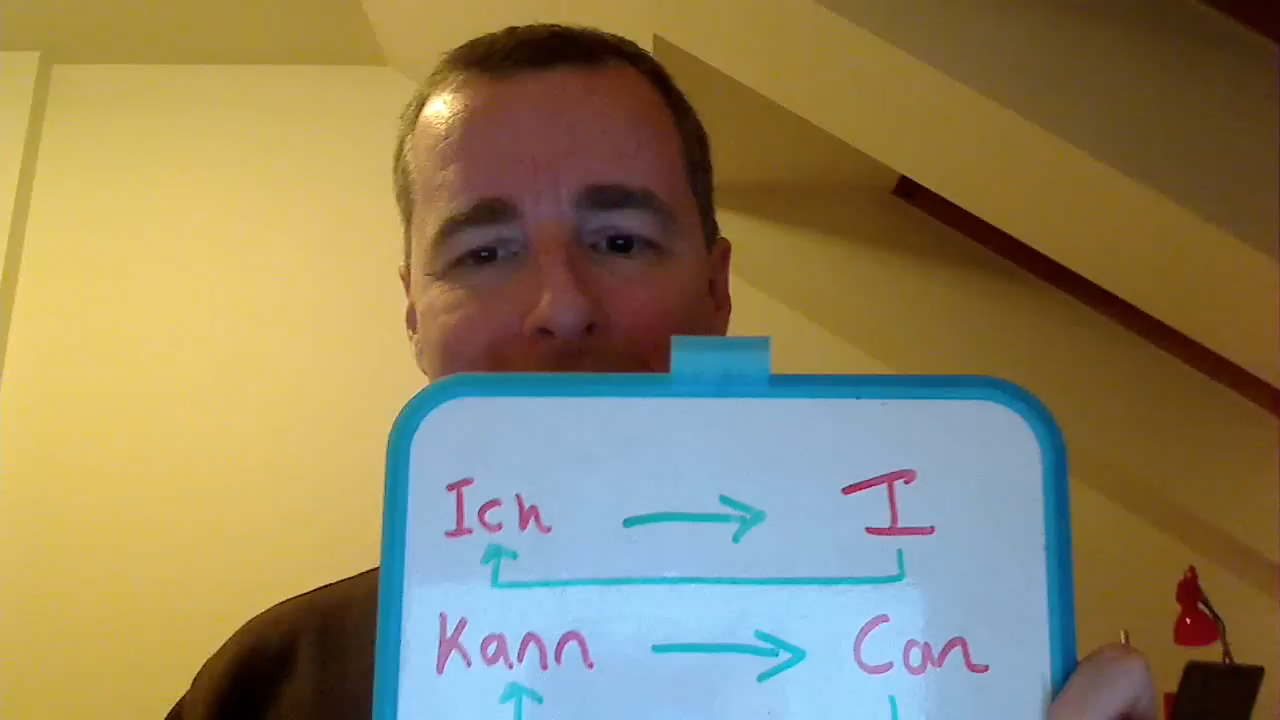 Ich → I
Kann → Can